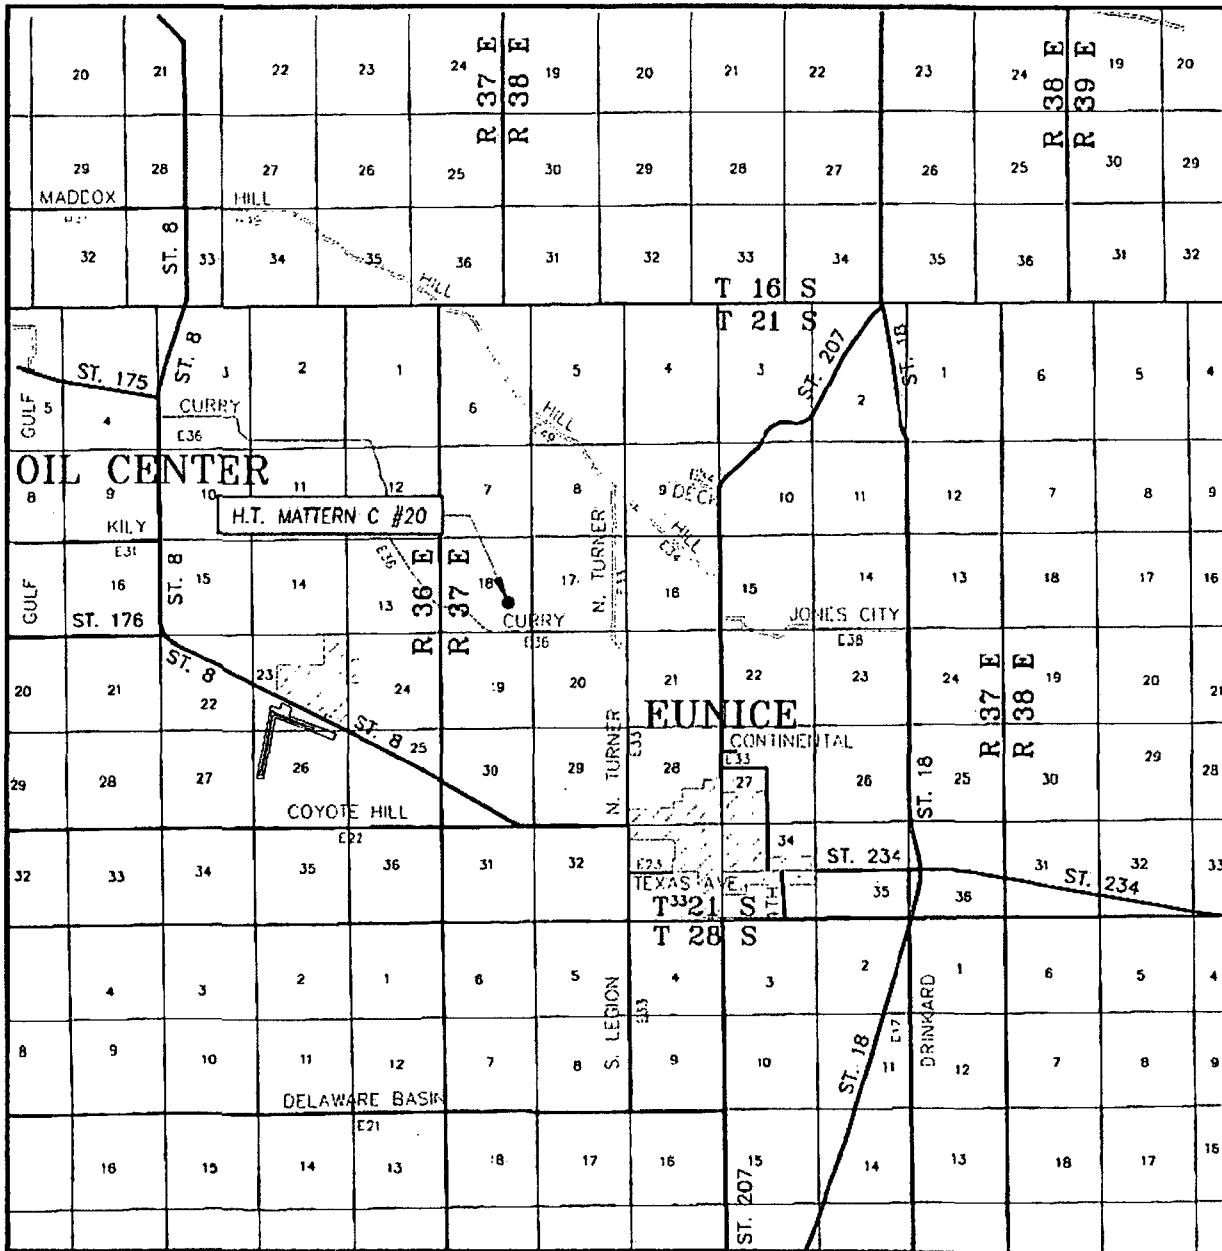 20 21 22 23 24 19 20 21 22 23 24 19 20
R 37 E
R 38 E
R 38 E
R 39 E
29 28 27 26 25 30 29 28 27 26 25 30 29
MADDOX HILL
32 ST. 8 33 34 35 36 31 32 33 34 35 36 31 32
HILL
T 16 S
T 21 S
ST. 175 ST. 8 3 2 1 5 4 3 ST. 207 ST. 18 1 6 5 4
GULF 5 4 CURRY 6 HILL 2
E36 E49
OIL CENTER
8 9 10 11 12 7 8 9 DECK 10 11 12 7 8 9
E34
H.T. MATTERN C #20
KILY
E31
N. TURNER
HILL
E34
GULF 16 ST. 8 15 14 13 E36 18 17 16 15 14 13 18 17 16
R 36 E
R 37 E
ST. 176 CURRY JONES CITY
E36 E38
ST. 8
20 21 22 23 24 19 20 21 22 23 24 19 20 21
R 37 E
R 38 E
EUNICE
ST. 8 25 N. TURNER E33 CONTINENTAL
E33
29 28 27 26 30 29 28 27 26 ST. 18 25 30 29 28
COYOTE HILL
E22
32 33 34 35 36 31 32 E23 34 ST. 234 31 32 33
TEXAS AVE. 35 36 ST. 234
T 33 21 S
T 28 S
4 3 2 1 6 5 S. LEGION E33 4 3 2 1 6 5 4
E17 DRINKARD
8 9 10 11 12 7 8 9 10 ST. 18 11 12 7 8 9
DELAWARE BASIN
E21
16 15 14 13 18 17 16 15 14 13 18 17 16
ST. 207